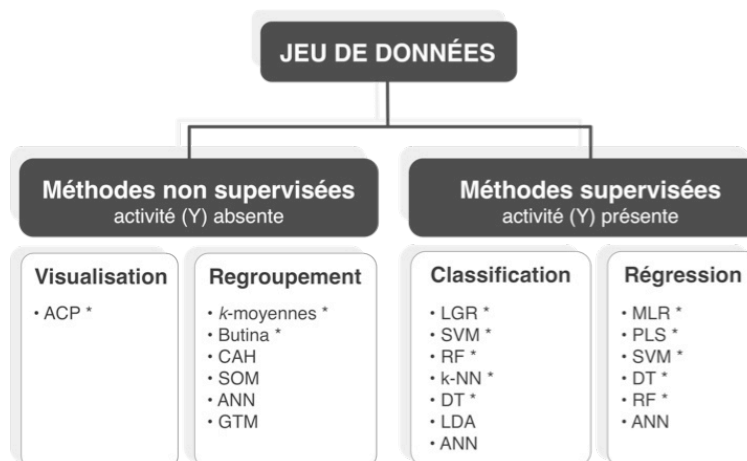 JEU DE DONNÉES
Méthodes non supervisées
activité (Y) absente
Méthodes supervisées
activité (Y) présente
Visualisation
• ACP *
Regroupement
• k-moyennes *
• Butina *
• CAH
• SOM
• ANN
• GTM
Classification
• LGR *
• SVM *
• RF *
• k-NN *
• DT *
• LDA
• ANN
Régression
• MLR *
• PLS *
• SVM *
• DT *
• RF *
• ANN